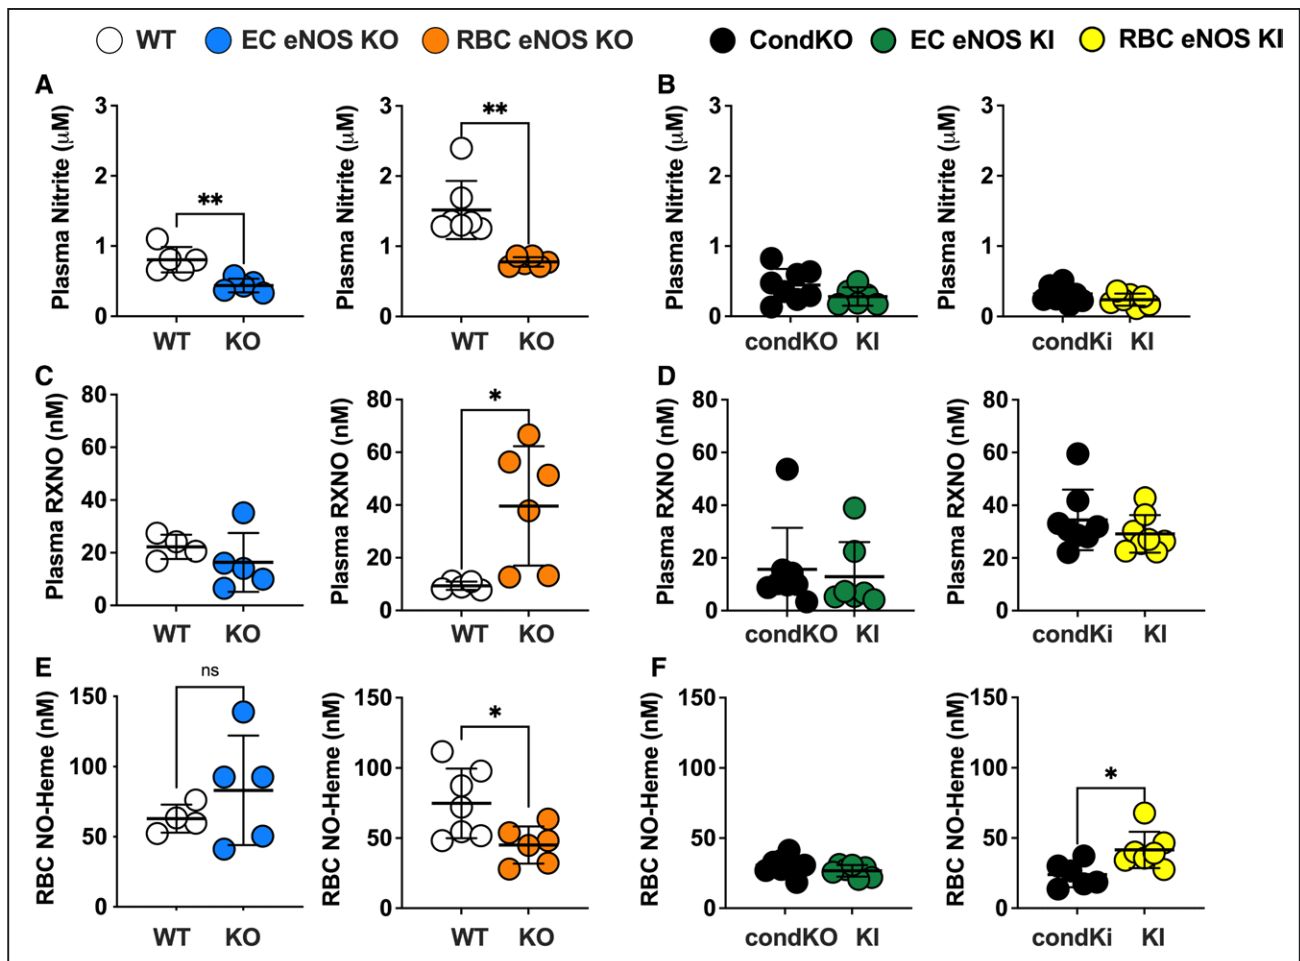 WT EC eNOS KO RBC eNOS KO CondKO EC eNOS KI RBC eNOS KI
A
Plasma Nitrite (μM)
3
2
1
0
**
WT KO
Plasma Nitrite (μM)
3
2
1
0
**
WT KO
B
Plasma Nitrite (μM)
3
2
1
0
condKO KI
Plasma Nitrite (μM)
3
2
1
0
condKi KI
C
Plasma RXNO (nM)
80
60
40
20
0
WT KO
Plasma RXNO (nM)
80
60
40
20
0
*
WT KO
D
Plasma RXNO (nM)
80
60
40
20
0
condKO KI
Plasma RXNO (nM)
80
60
40
20
0
condKi KI
E
RBC NO-Heme (nM)
150
100
50
0
ns
WT KO
RBC NO-Heme (nM)
150
100
50
0
*
WT KO
F
RBC NO-Heme (nM)
150
100
50
0
condKO KI
RBC NO-Heme (nM)
150
100
50
0
*
condKi KI